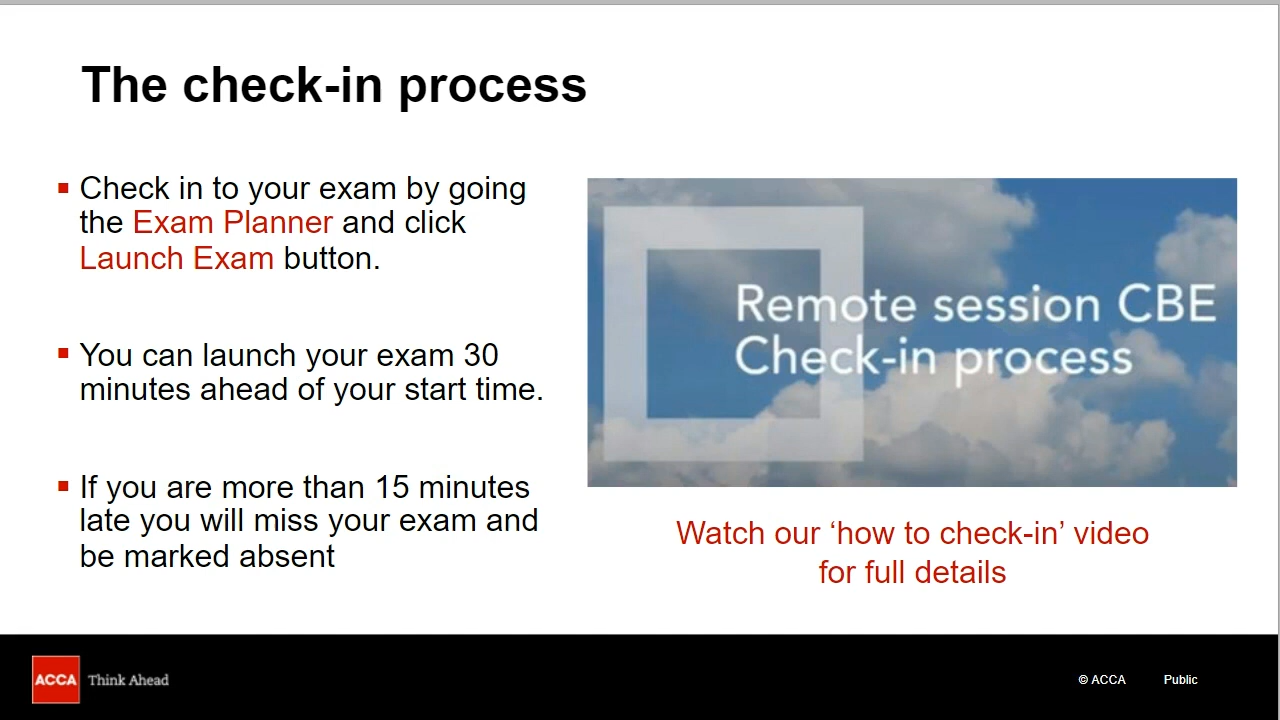 The check-in process
Check in to your exam by going
the Exam Planner and click
Launch Exam button.
You can launch your exam 30
minutes ahead of your start time.
If you are more than 15 minutes
late you will miss your exam and
be marked absent
Remote session CBE
Check-in process
Watch our ‘how to check-in’ video
for full details
ACCA Think Ahead
© ACCA Public